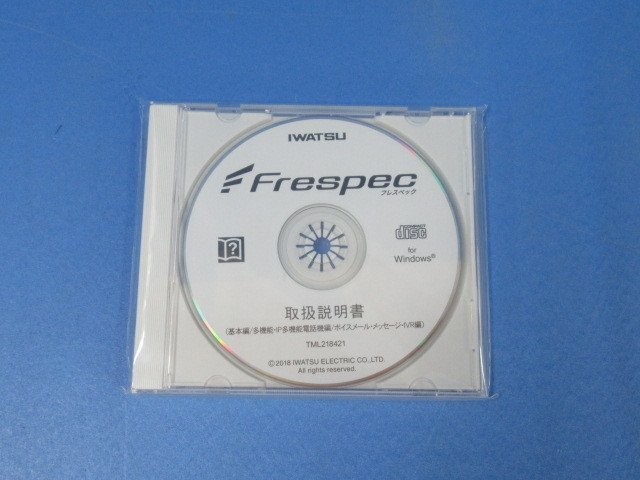 IWATSU
Frespec
フレスペック
?
COMPACT
disc
for
Windows®
取扱説明書
(基本編/多機能・IP多機能電話機編/ボイスメール・メッセージ・IVR編)
TML218421
©2018 IWATSU ELECTRIC CO., LTD.
All rights reserved.